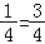 1/4 = 3/4